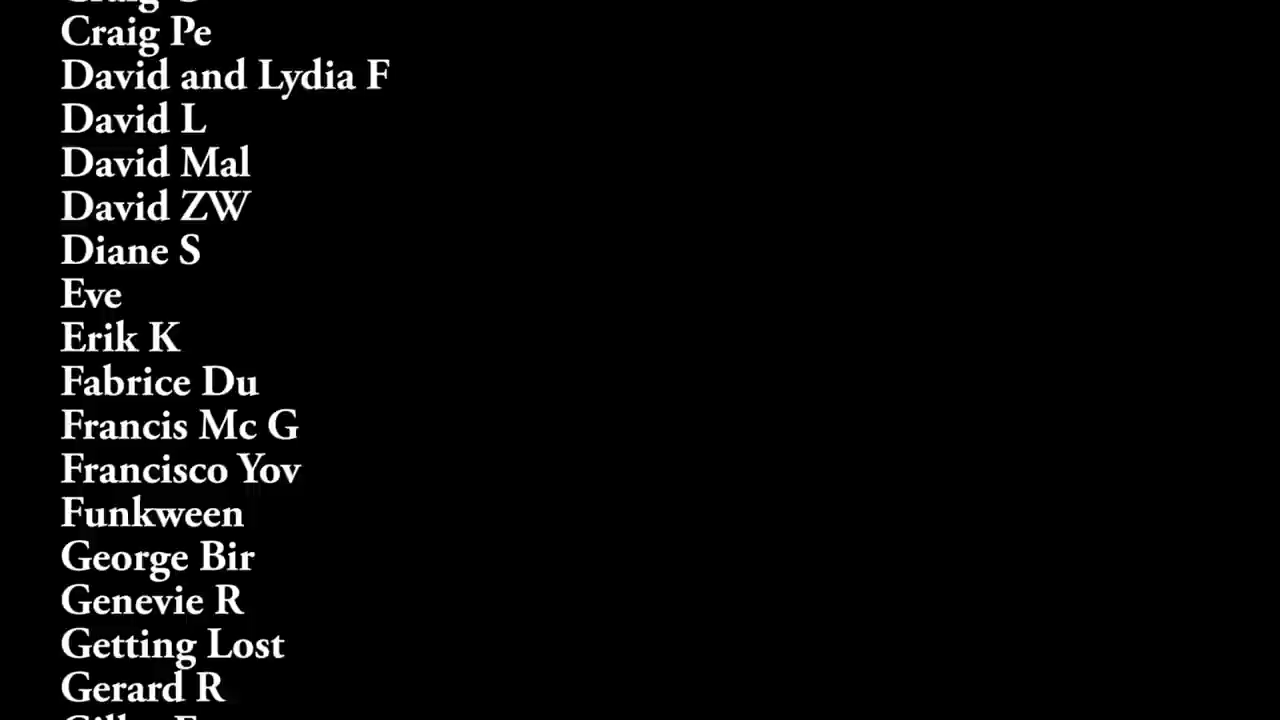 Craig Pe
David and Lydia F
David L
David Mal
David ZW
Diane S
Eve
Erik K
Fabrice Du
Francis Mc G
Francisco Yov
Funkween
George Bir
Genevie R
Getting Lost
Gerard R